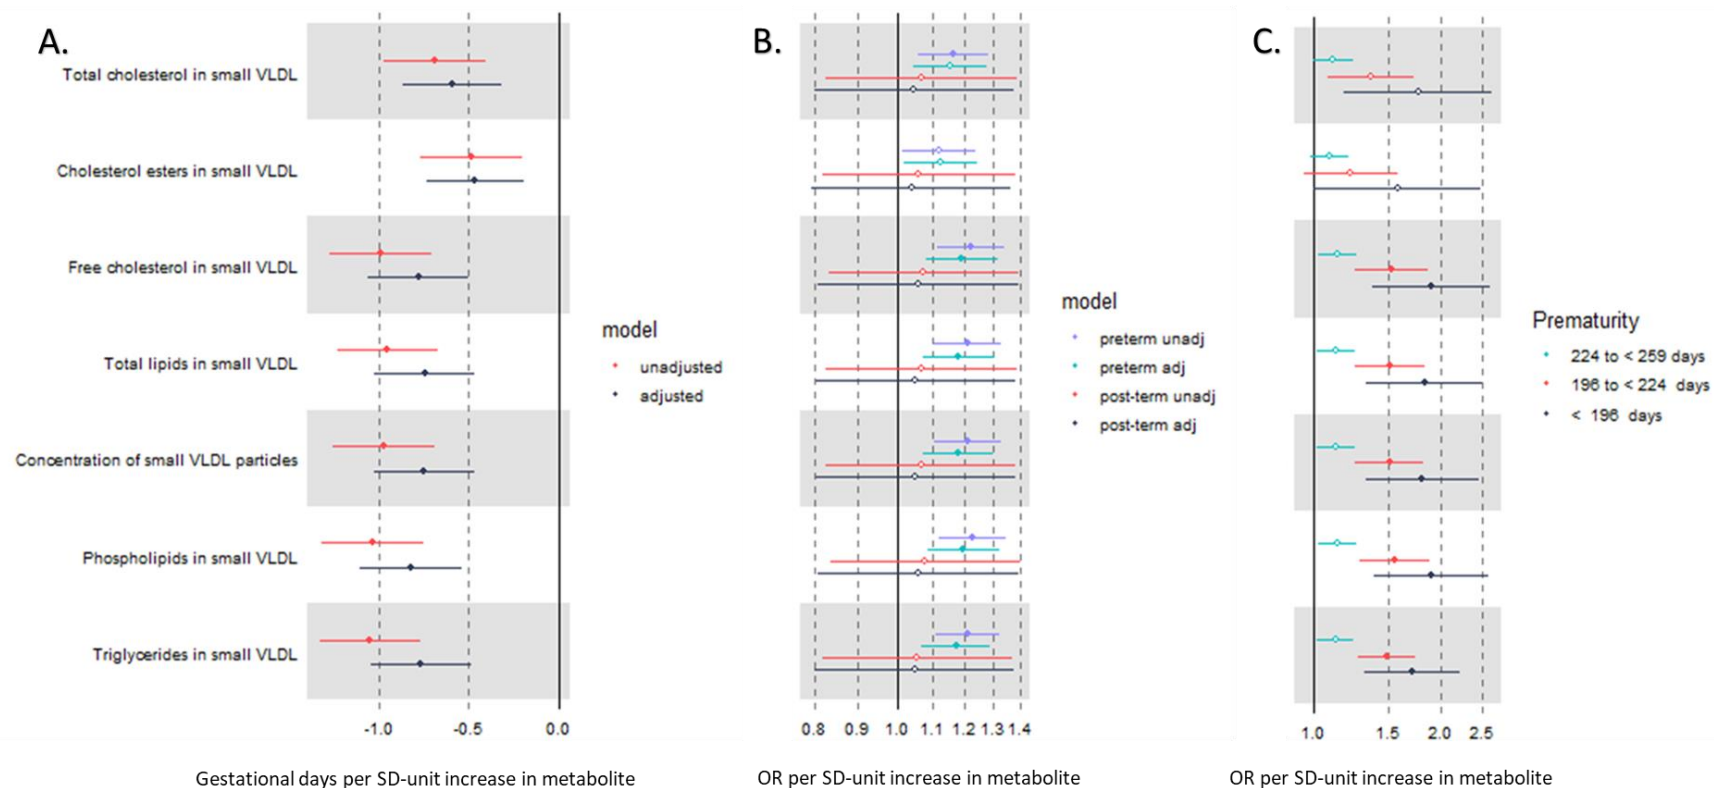 A.
B.
C.
Total cholesterol in small VLDL
Cholesterol esters in small VLDL
Free cholesterol in small VLDL
Total lipids in small VLDL
Concentration of small VLDL particles
Phospholipids in small VLDL
Triglycerides in small VLDL
-1.0 -0.5 0.0
Gestational days per SD-unit increase in metabolite
model
unadjusted
adjusted
0.8 0.9 1.0 1.1 1.2 1.3 1.4
OR per SD-unit increase in metabolite
model
preterm unadj
preterm adj
post-term unadj
post-term adj
1.0 1.5 2.0 2.5
OR per SD-unit increase in metabolite
Prematurity
224 to < 259 days
196 to < 224 days
< 196 days